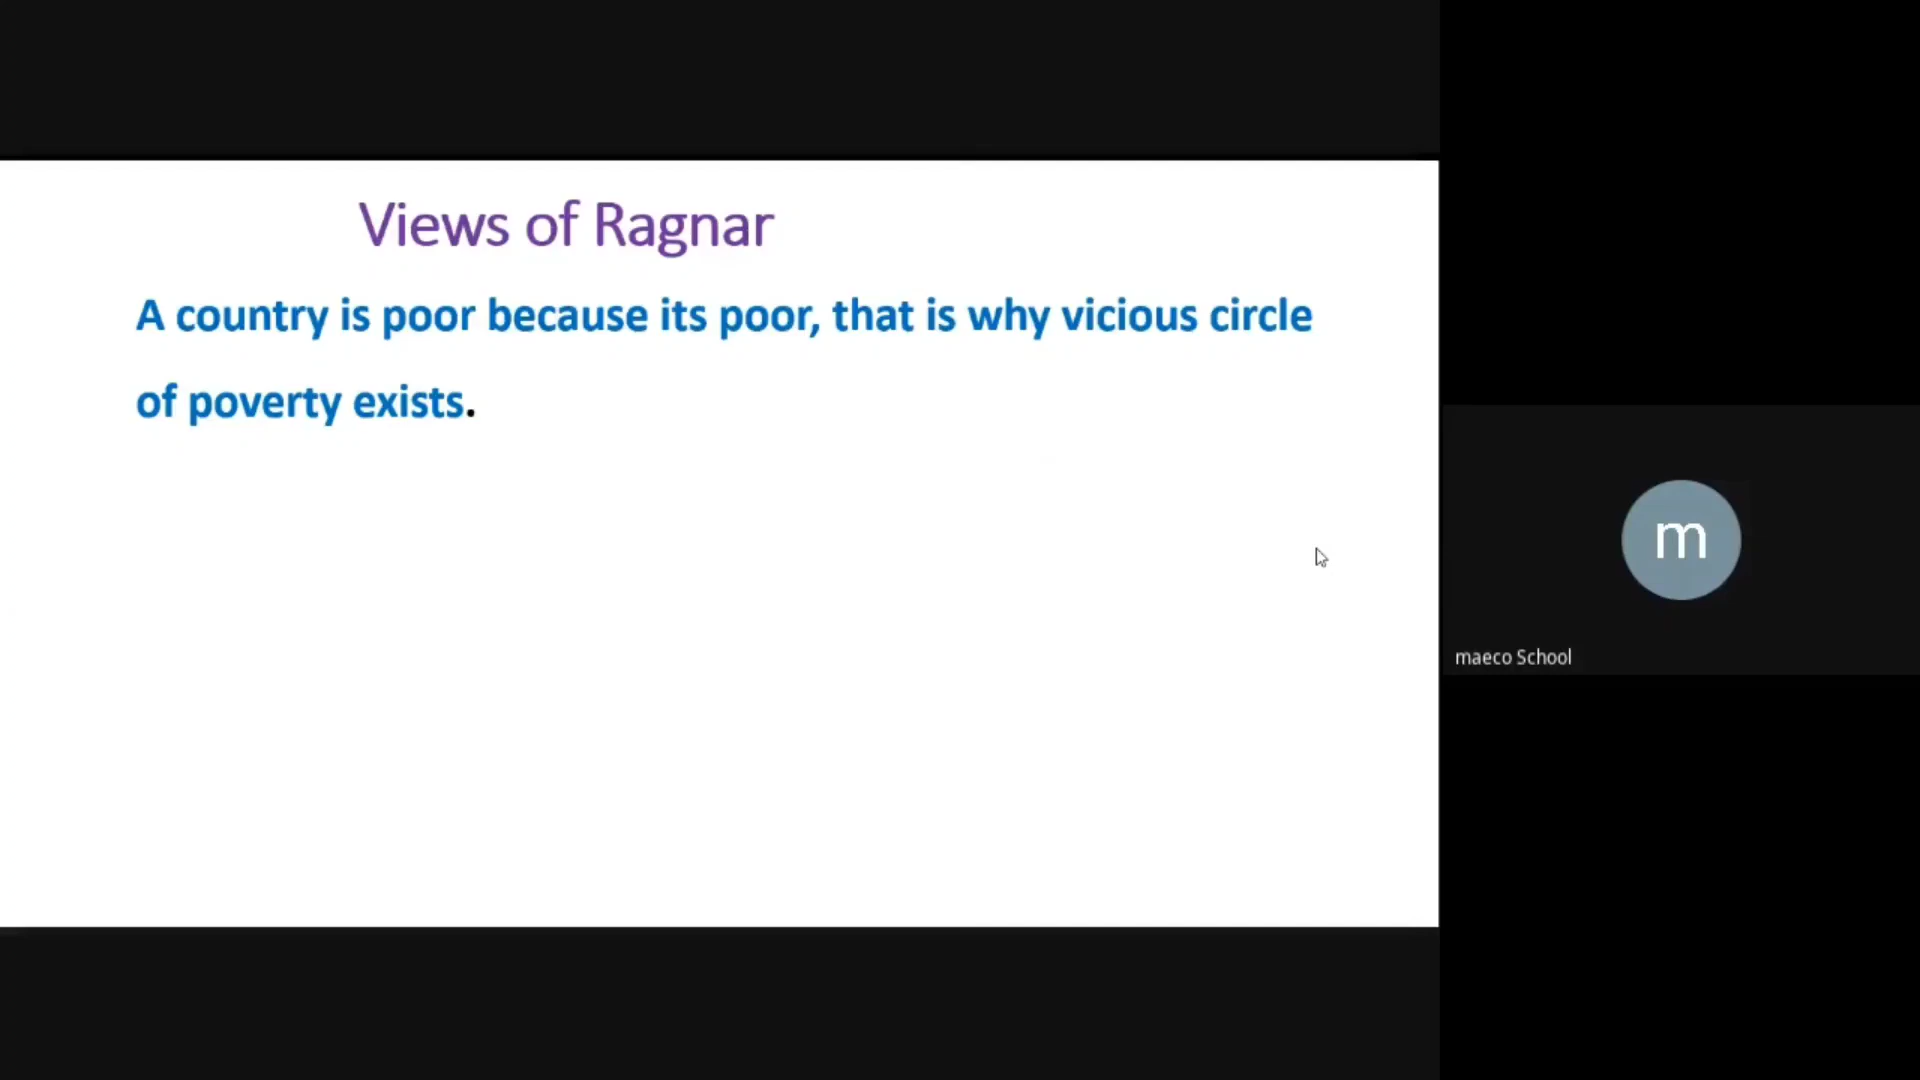 Views of Ragnar
A country is poor because its poor, that is why vicious circle
of poverty exists.
m
maeco School